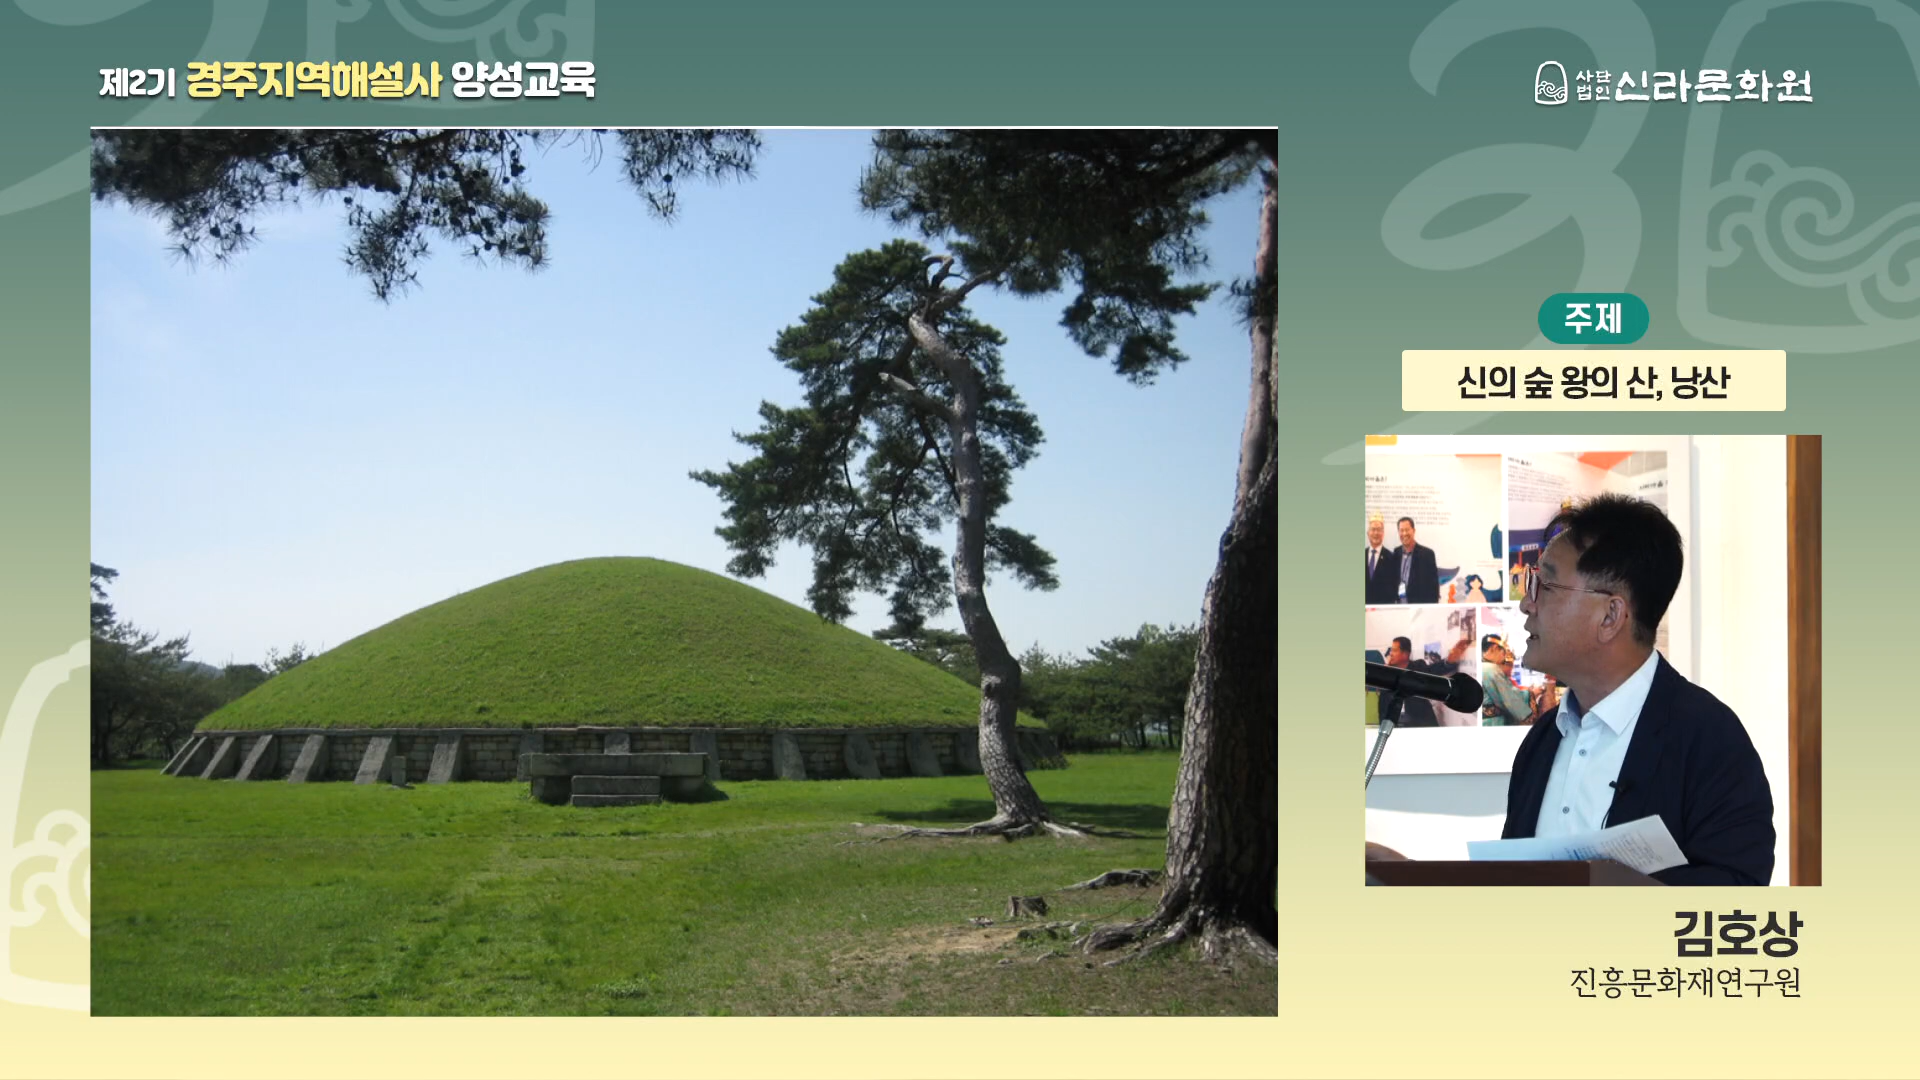 제2기 경주지역해설사 양성교육
사단법인 신라문화원
주제
신의 숲 왕의 산, 낭산
김호상
진흥문화재연구원